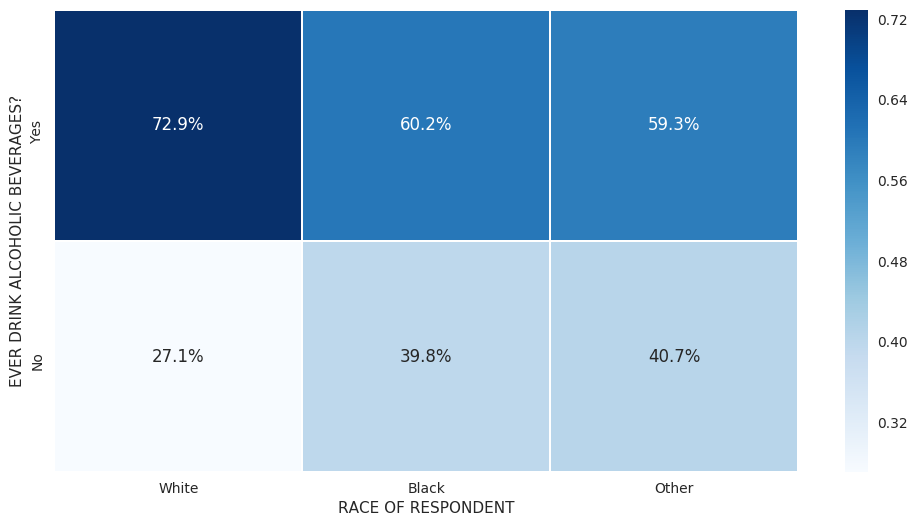 EVER DRINK ALCOHOLIC BEVERAGES?
Yes
No
72.9%
60.2%
59.3%
27.1%
39.8%
40.7%
White
Black
Other
RACE OF RESPONDENT
0.72
0.64
0.56
0.48
0.40
0.32